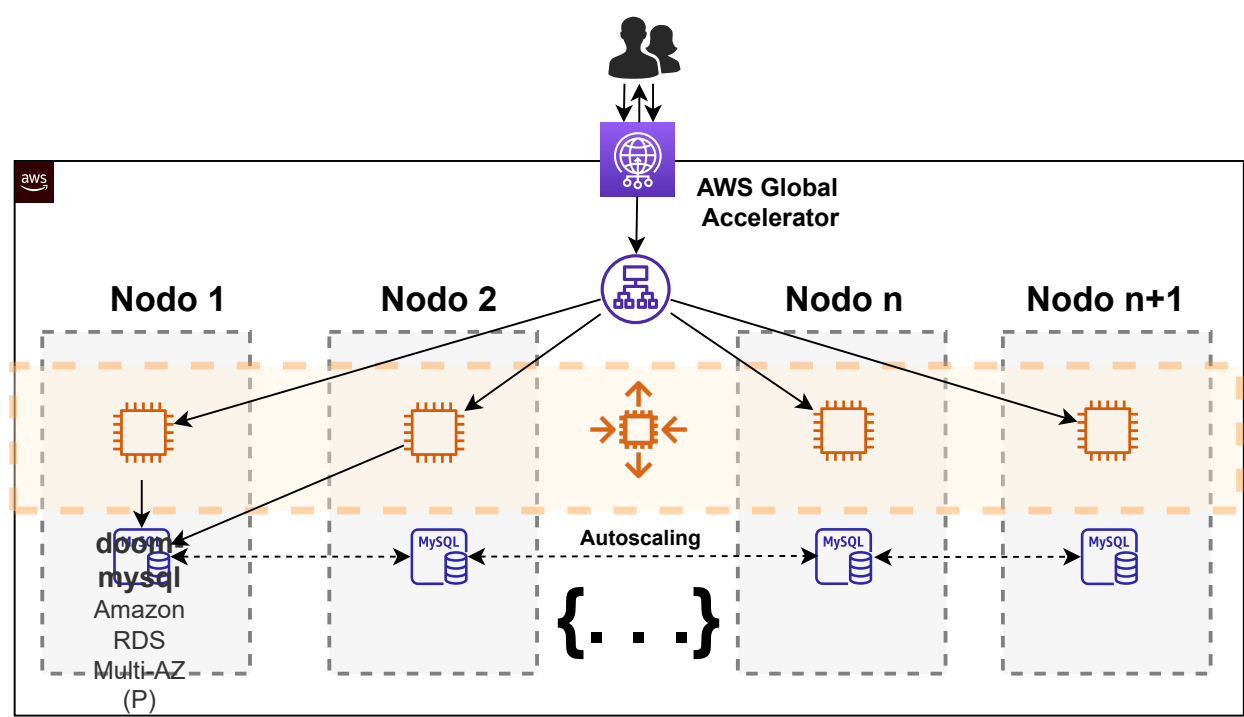 aws
AWS Global
Accelerator
Nodo 1
Nodo 2
Nodo n
Nodo n+1
MySQL
MySQL
MySQL
MySQL
doom-
mysql
Amazon
RDS
Multi-AZ
(P)
Autoscaling
{. . .}